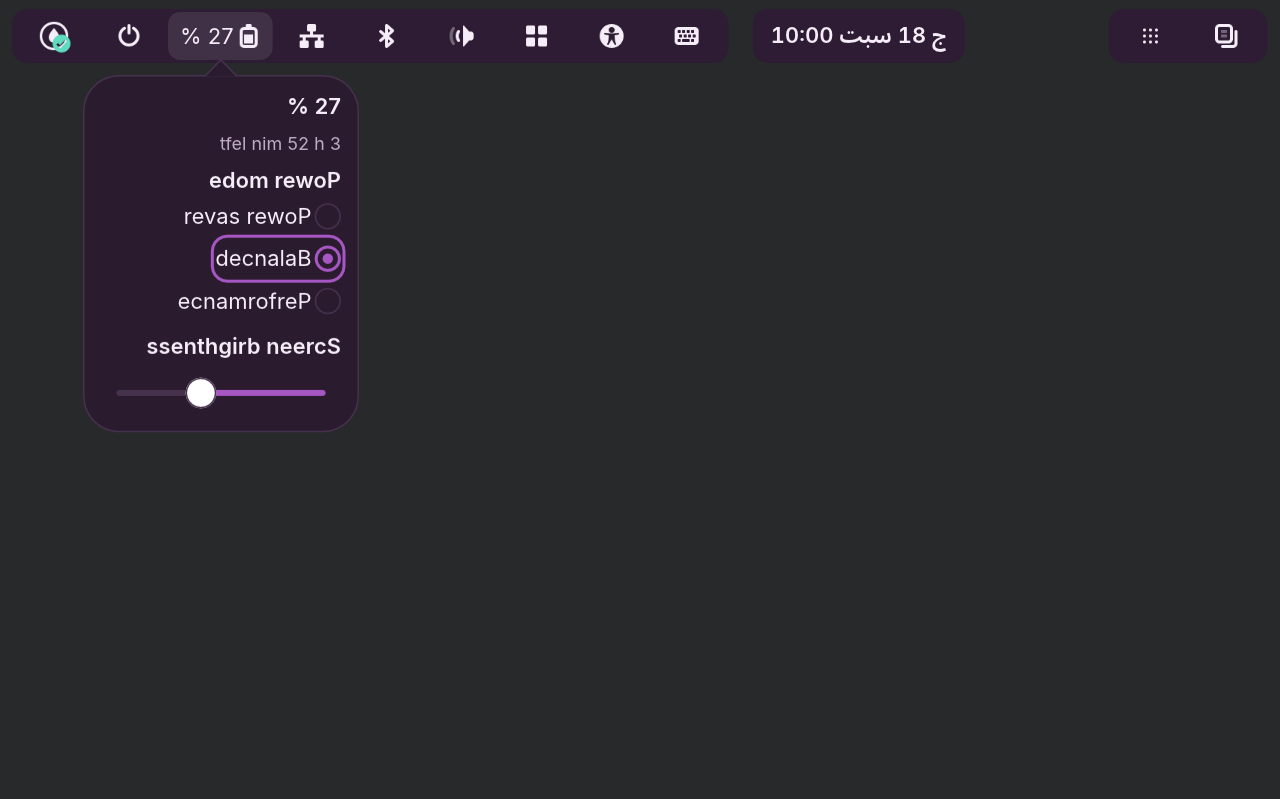 % 27
ج 18 سبت 10:00
% 27
tfel nim 52 h 3
edom rewoP
revas rewoP
decnalaB
ecnamrofreP
ssenthgirb neercS